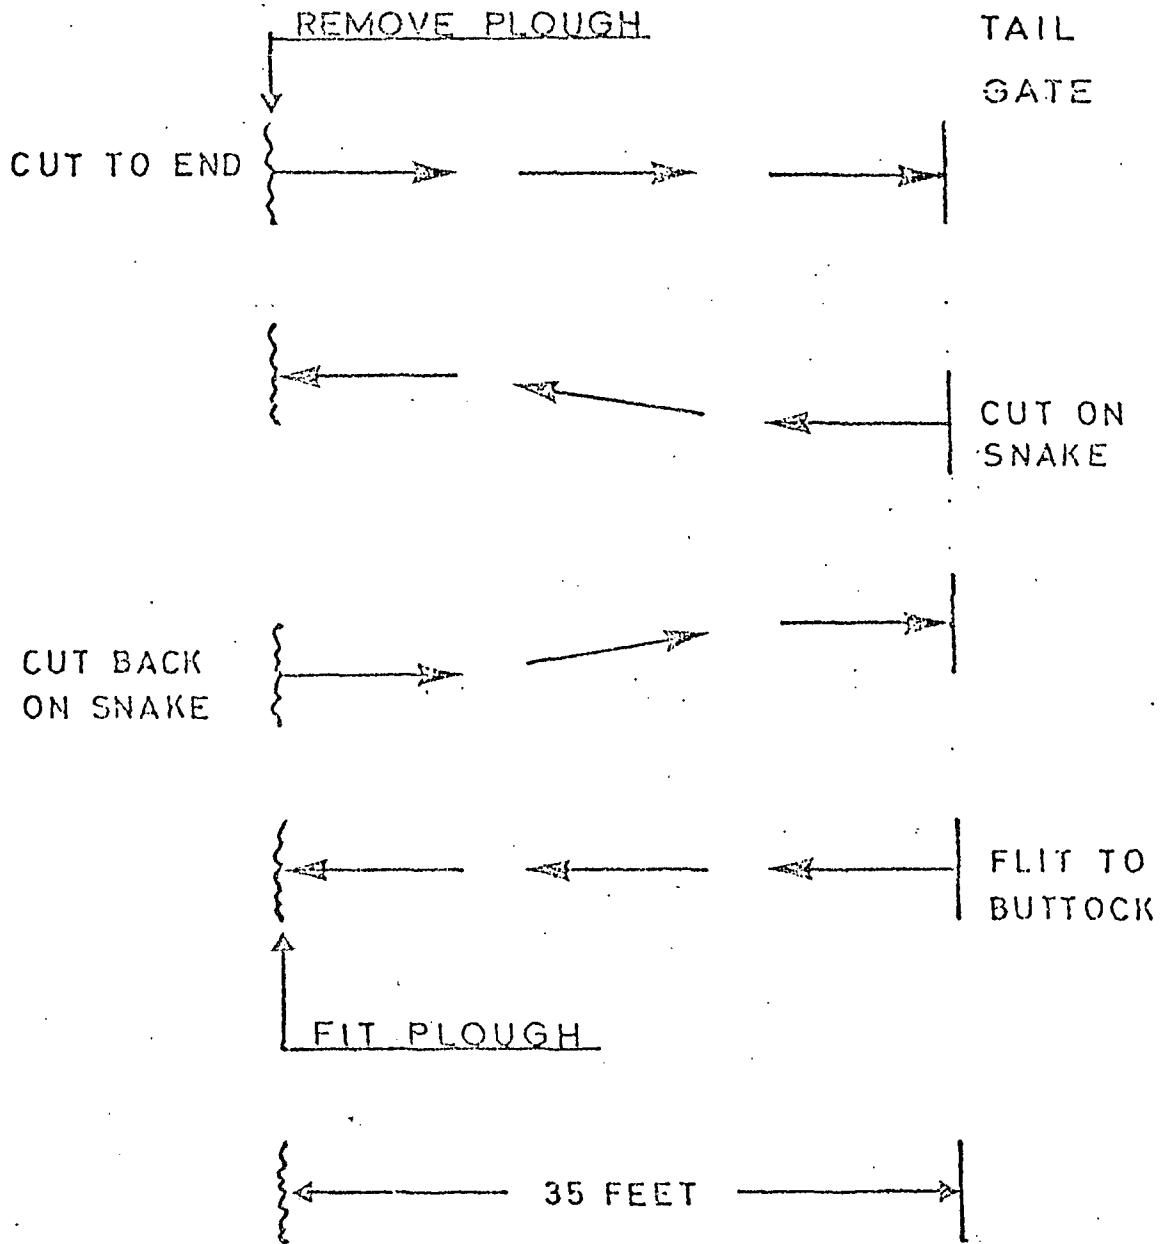 REMOVE PLOUGH
TAIL
GATE
CUT TO END
CUT ON
SNAKE
CUT BACK
ON SNAKE
FLIT TO
BUTTOCK
FIT PLOUGH
35 FEET